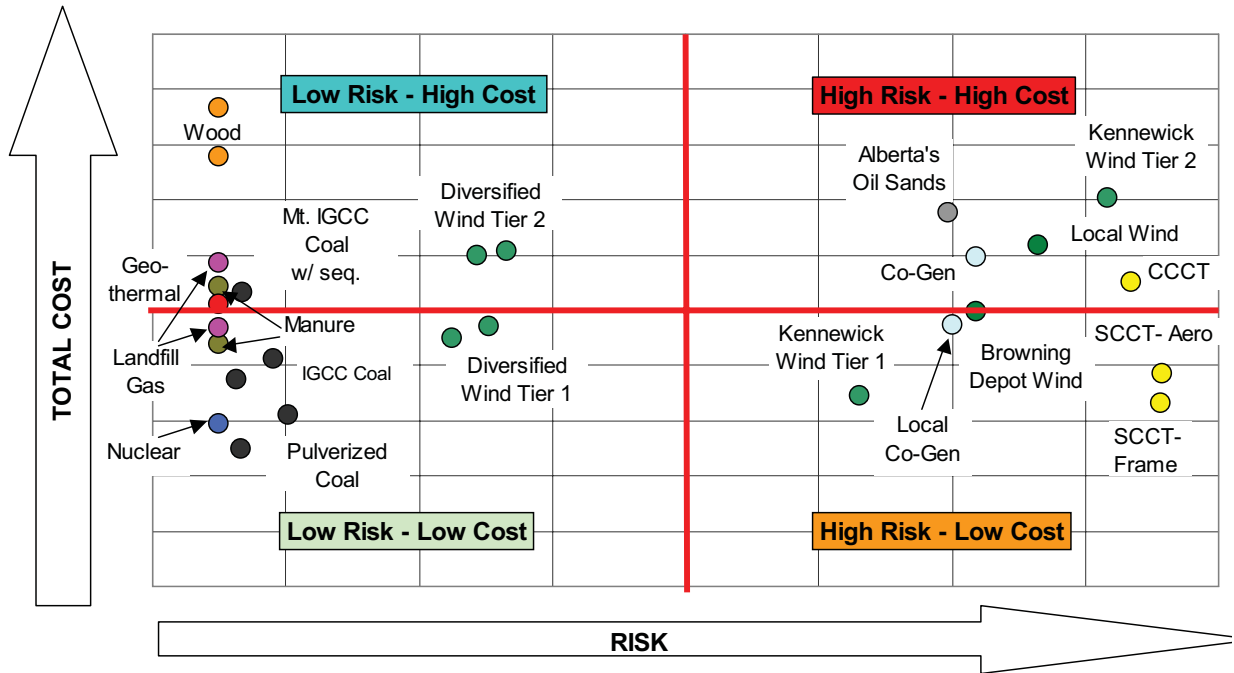 Low Risk - High Cost
High Risk - High Cost
Wood
Kennewick
Wind Tier 2
Alberta's
Oil Sands
Diversified
Wind Tier 2
Mt. IGCC
Coal
w/ seq.
Local Wind
Geo-
thermal
Co-Gen
CCCT
Manure
Landfill
Gas
IGCC Coal
Diversified
Wind Tier 1
Kennewick
Wind Tier 1
Browning
Depot Wind
SCCT- Aero
Nuclear
Pulverized
Coal
Local
Co-Gen
SCCT-
Frame
Low Risk - Low Cost
High Risk - Low Cost
TOTAL COST
RISK